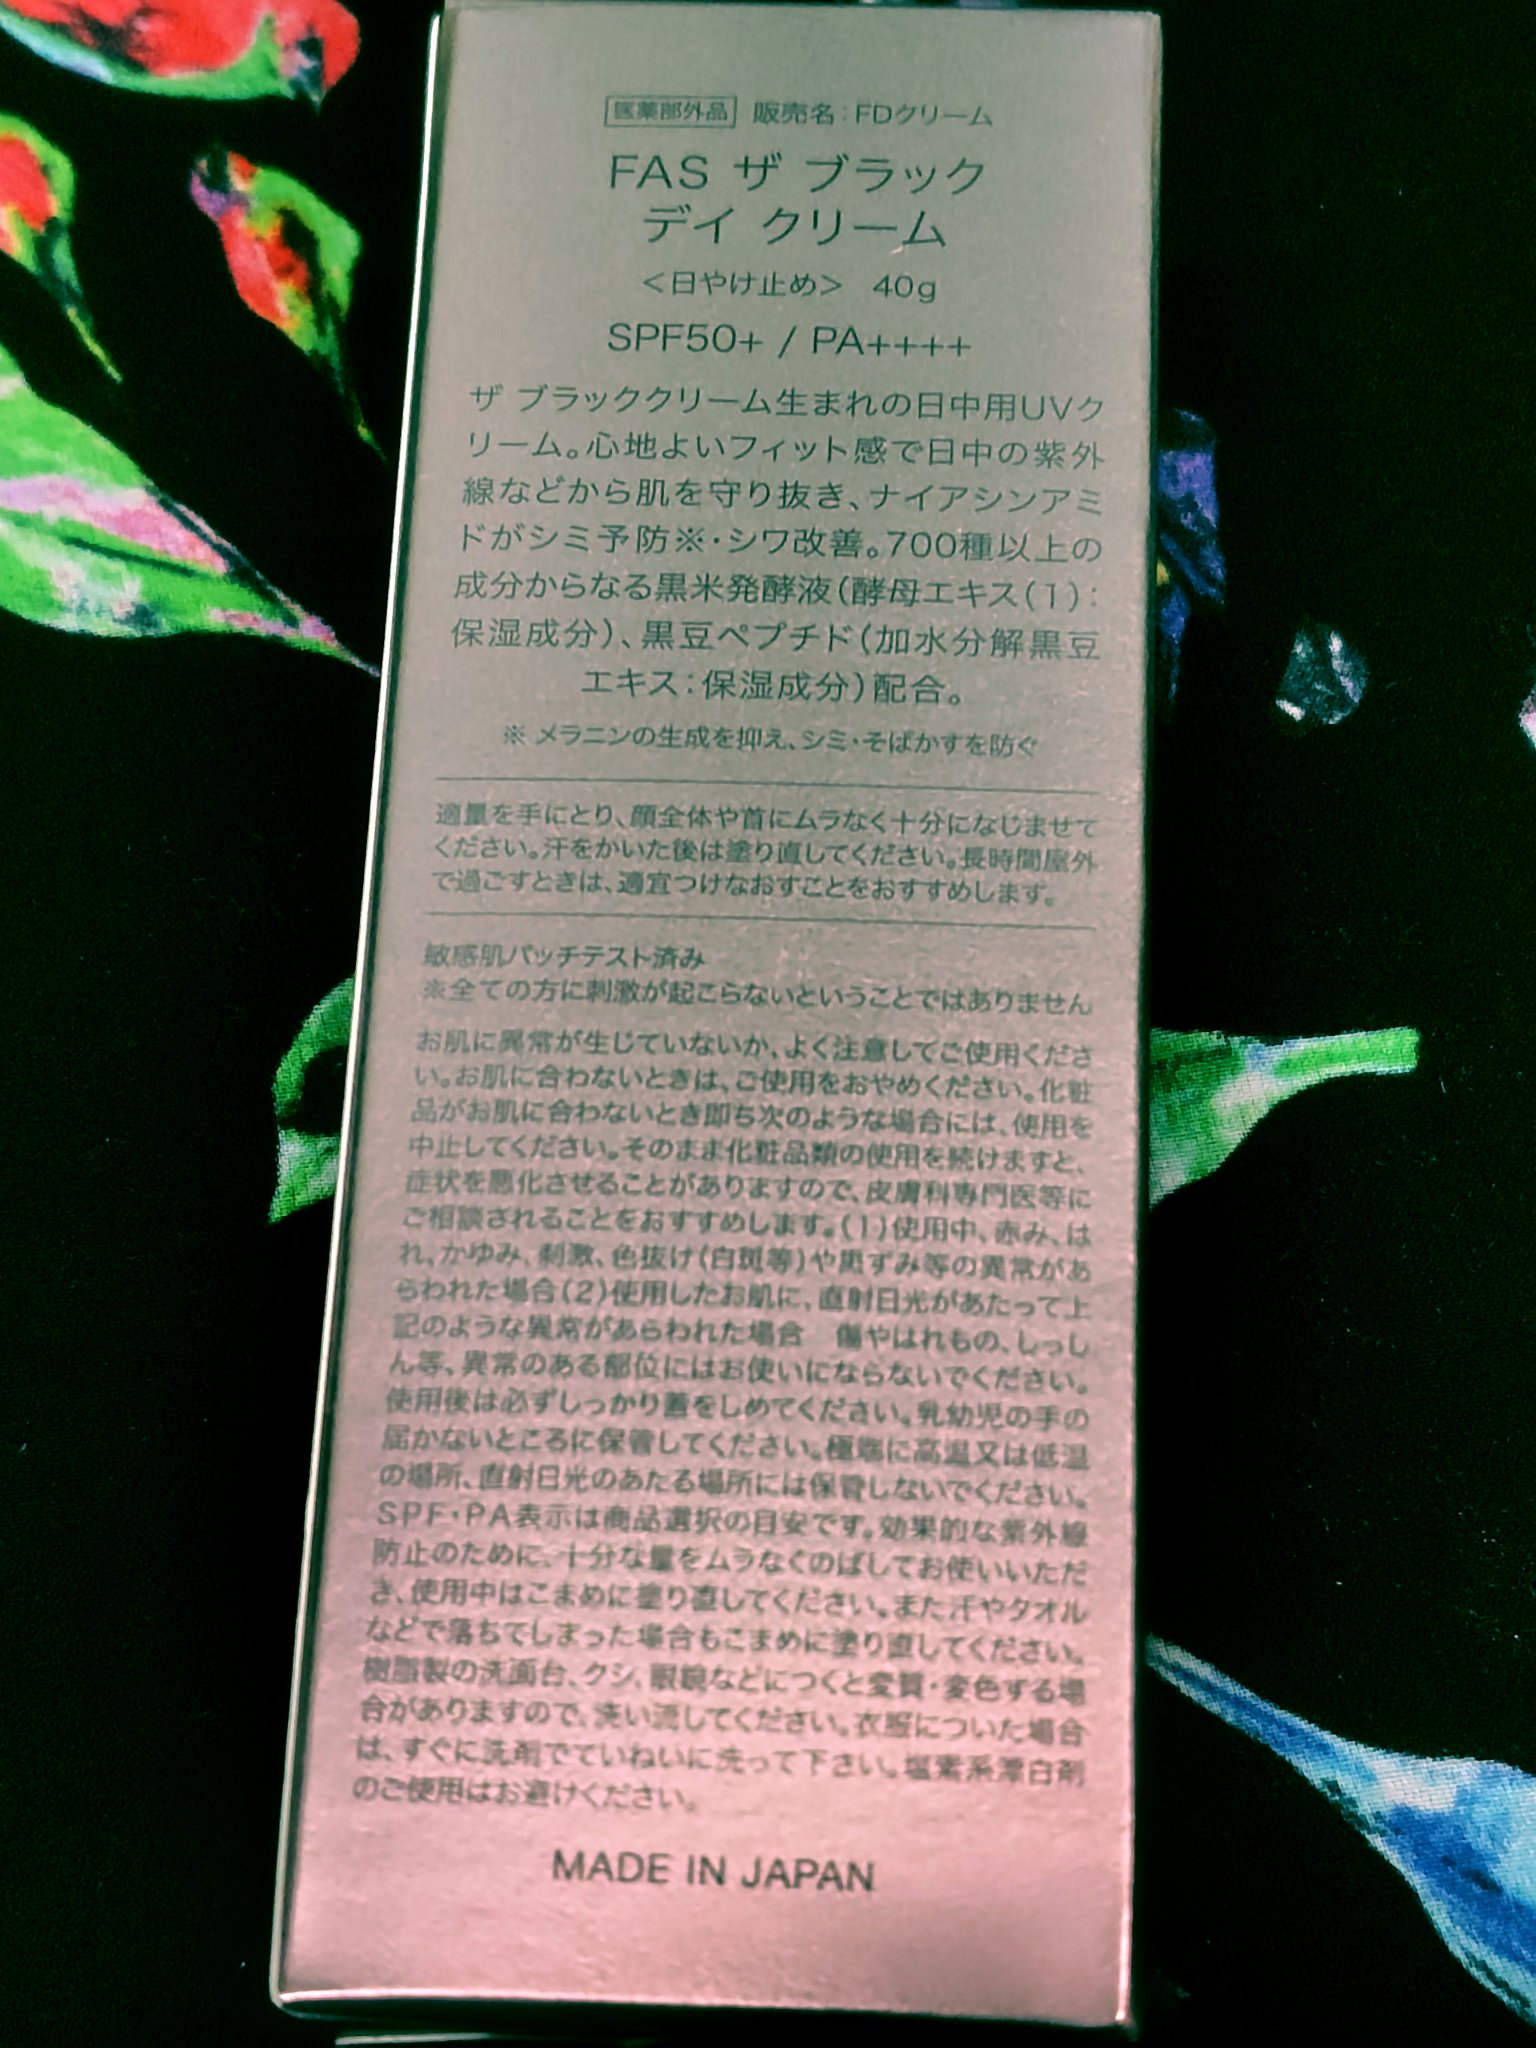 医薬部外品 販売名:FDクリーム
FAS ザ ブラック
デイ クリーム
<日やけ止め> 40g
SPF50+ / PA++++
ザ ブラッククリーム生まれの日中用UVク
リーム。心地よいフィット感で日中の紫外
線などから肌を守り抜き、ナイアシンアミ
ドがシミ予防※・シワ改善。700種以上の
成分からなる黒米発酵液(酵母エキス(1):
保湿成分)、黒豆ペプチド(加水分解黒豆
エキス:保湿成分)配合。
※ メラニンの生成を抑え、シミ・そばかすを防ぐ
適量を手にとり、顔全体や首にムラなく十分になじませて
ください。汗をかいた後は塗り直してください。長時間屋外
で過ごすときは、適宜つけなおすことをおすすめします。
敏感肌パッチテスト済み
※全ての方に刺激が起こらないということではありません
お肌に異常が生じていないか、よく注意してご使用くださ
い。お肌に合わないときは、ご使用をおやめください。化粧
品がお肌に合わないとき即ち次のような場合には、使用を
中止してください。そのまま化粧品類の使用を続けますと、
症状を悪化させることがありますので、皮膚科専門医等に
ご相談されることをおすすめします。(1)使用中、赤み、は
れ、かゆみ、刺激、色抜け(白斑等)や黒ずみ等の異常があ
らわれた場合(2)使用したお肌に、直射日光があたって上
記のような異常があらわれた場合　傷やはれもの、しっし
ん等、異常のある部位にはお使いにならないでください。
使用後は必ずしっかり蓋をしめてください。乳幼児の手の
届かないところに保管してください。極端に高温又は低温
の場所、直射日光のあたる場所には保管しないでください。
SPF・PA表示は商品選択の目安です。効果的な紫外線
防止のために、十分な量をムラなくのばしてお使いいただ
き、使用中はこまめに塗り直してください。また汗やタオル
などで落ちてしまった場合もこまめに塗り直してください。
樹脂製の洗面台、クシ、眼鏡などにつくと変質・変色する場
合がありますので、洗い流してください。衣服についた場合
は、すぐに洗剤でていねいに洗って下さい。塩素系漂白剤
のご使用はお避けください。
MADE IN JAPAN